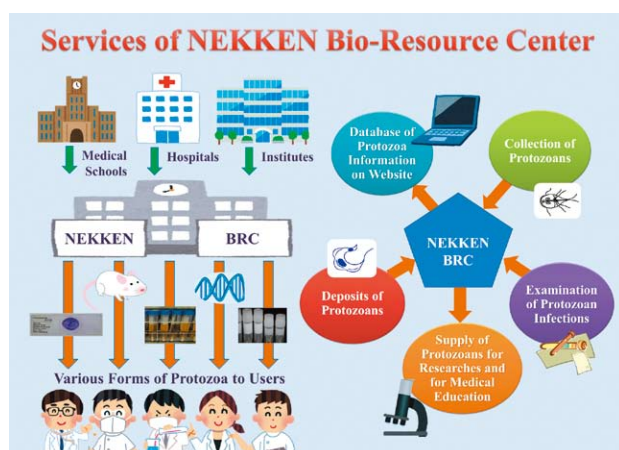 Services of NEKKEN Bio-Resource Center
Medical
Schools
Hospitals
Institutes
NEKKEN
BRC
Various Forms of Protozoa to Users
Database of
Protozoa
Information
on Website
Collection of
Protozoans
NEKKEN
BRC
Deposits of
Protozoans
Examination
of Protozoan
Infections
Supply of
Protozoans for
Researches and
for Medical
Education